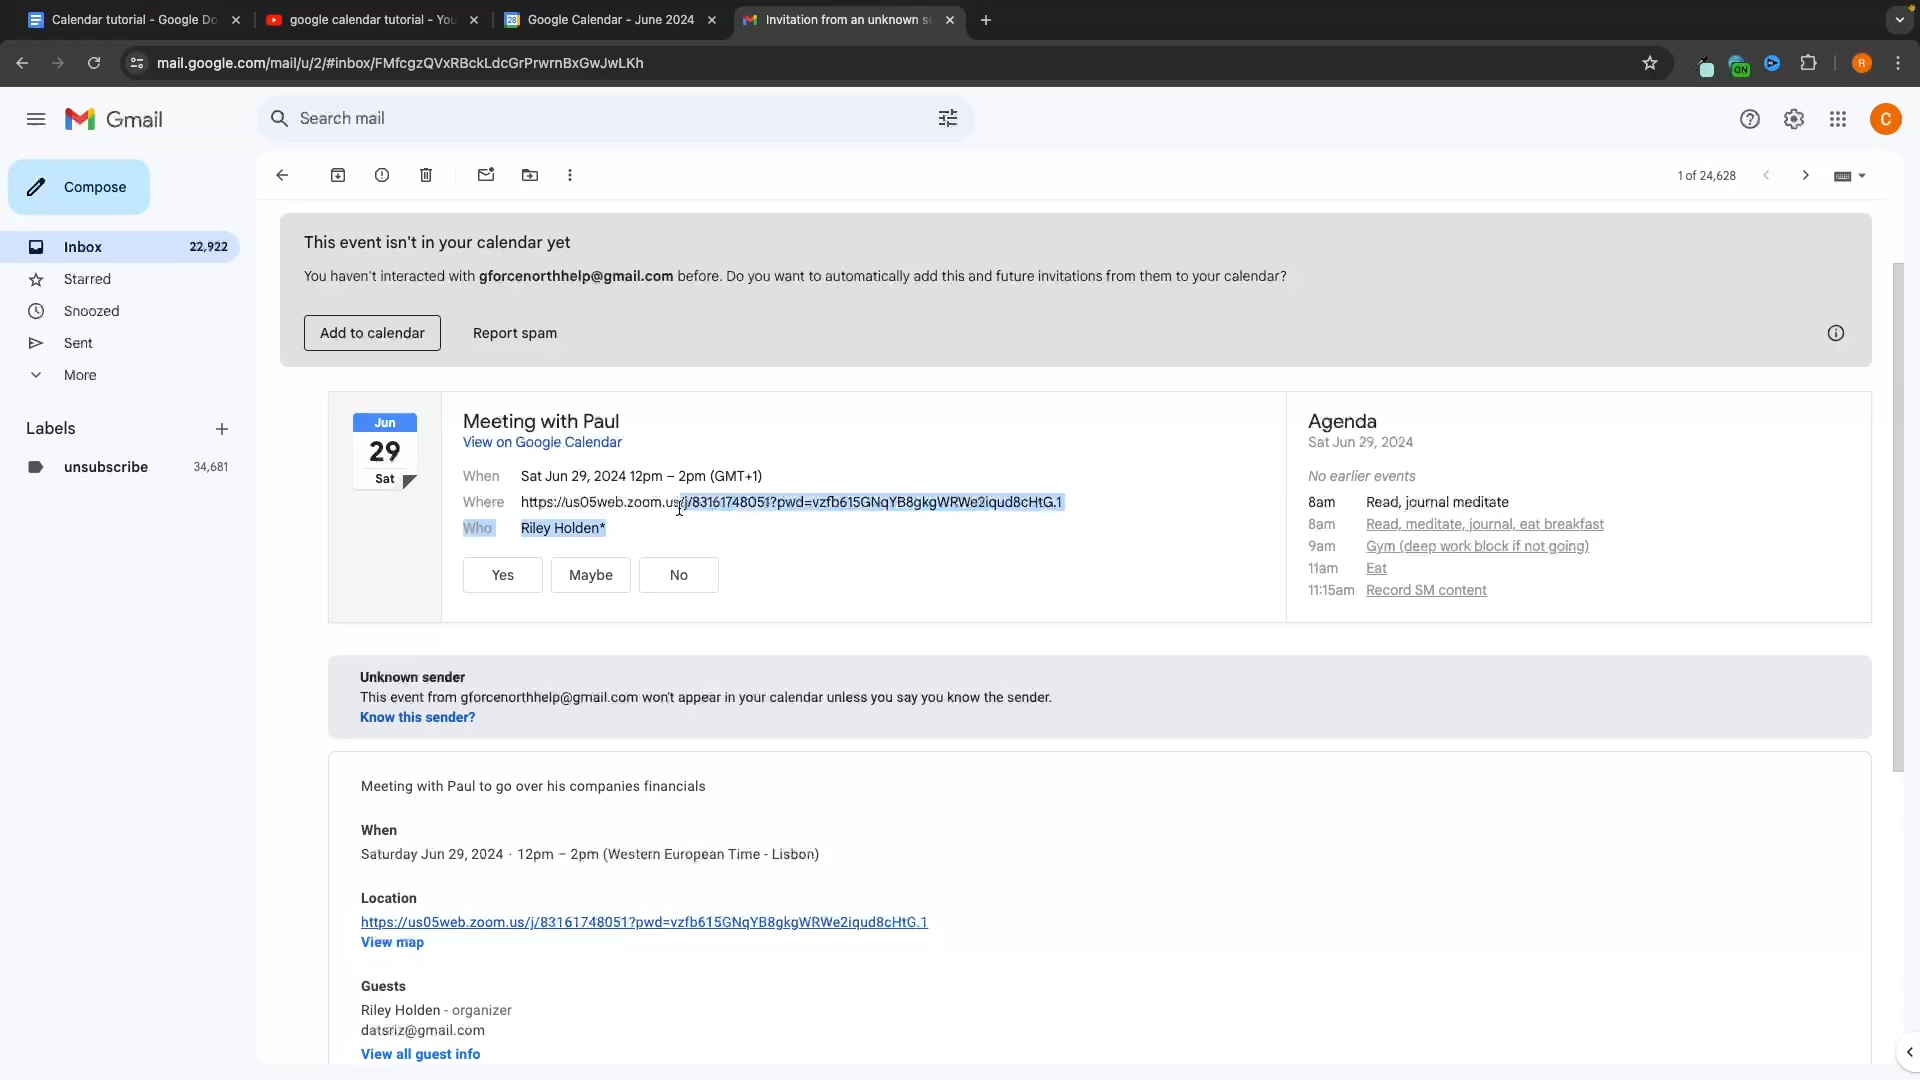 Calendar tutorial - Google Do
google calendar tutorial - You
28 Google Calendar - June 2024
Invitation from an unknown se
mail.google.com/mail/u/2/#inbox/FMfcgzQVxRBckLdcGrPrwrnBxGwJwLKh
ON
R
Gmail
Search mail
C
Compose
1 of 24,628
Inbox 22,922
Starred
Snoozed
Sent
More
Labels
unsubscribe 34,681
This event isn't in your calendar yet
You haven't interacted with gforcenorthhelp@gmail.com before. Do you want to automatically add this and future invitations from them to your calendar?
Add to calendar
Report spam
Jun
29
Sat
Meeting with Paul
View on Google Calendar
When Sat Jun 29, 2024 12pm – 2pm (GMT+1)
Where https://us05web.zoom.us/j/83161748051?pwd=vzfb615GNqYB8gkgWRWe2iqud8cHtG.1
Who Riley Holden*
Yes
Maybe
No
Agenda
Sat Jun 29, 2024
No earlier events
8am Read, journal meditate
8am Read, meditate, journal, eat breakfast
9am Gym (deep work block if not going)
11am Eat
11:15am Record SM content
Unknown sender
This event from gforcenorthhelp@gmail.com won't appear in your calendar unless you say you know the sender.
Know this sender?
Meeting with Paul to go over his companies financials
When
Saturday Jun 29, 2024 · 12pm – 2pm (Western European Time - Lisbon)
Location
https://us05web.zoom.us/j/83161748051?pwd=vzfb615GNqYB8gkgWRWe2iqud8cHtG.1
View map
Guests
Riley Holden - organizer
datsriz@gmail.com
View all guest info